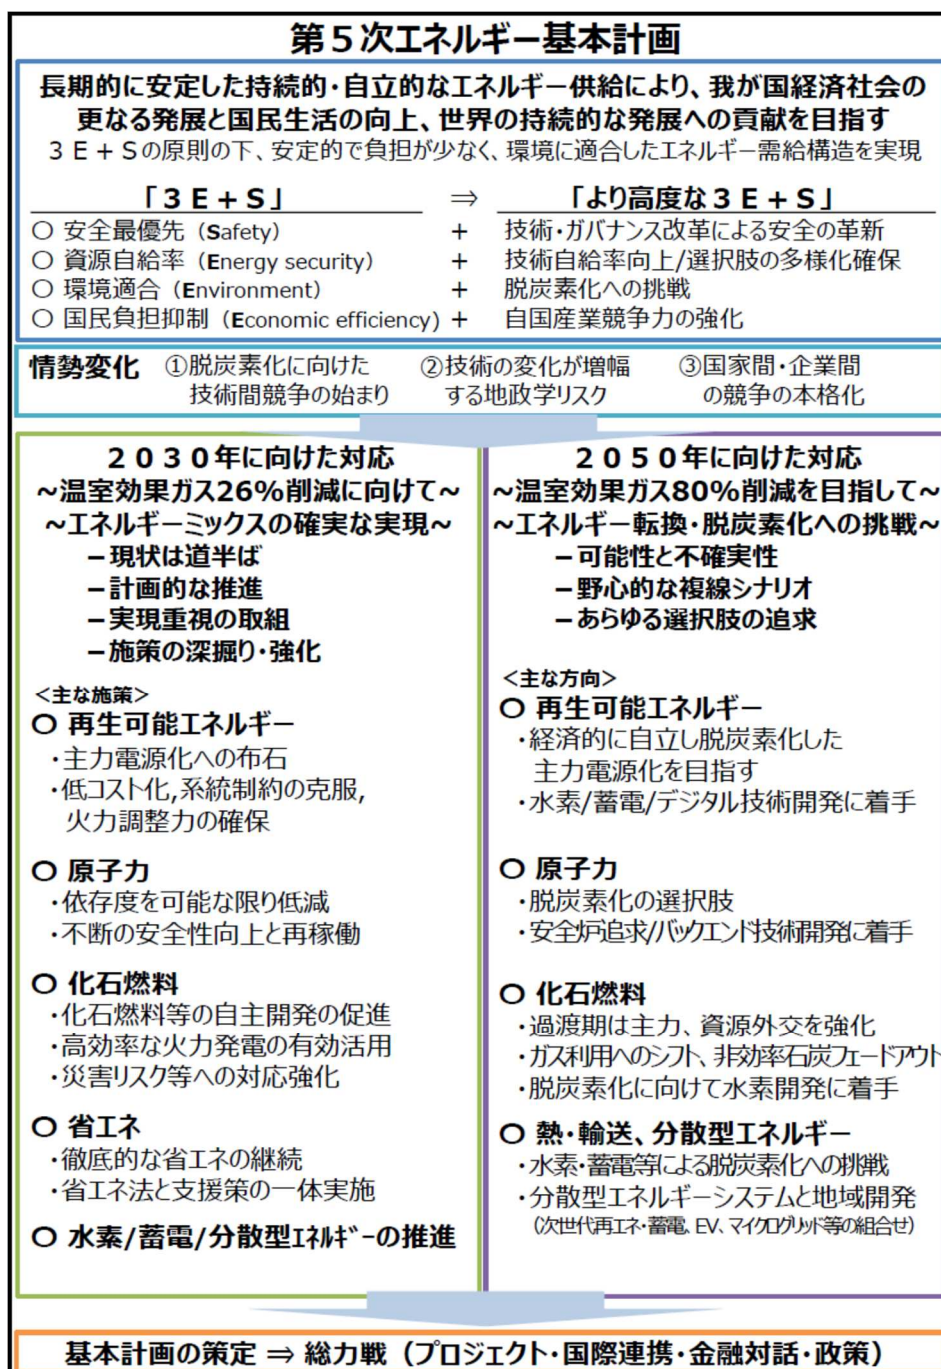 第5次エネルギー基本計画
長期的に安定した持続的・自立的なエネルギー供給により、我が国経済社会の
更なる発展と国民生活の向上、世界の持続的な発展への貢献を目指す
3E+Sの原則の下、安定的で負担が少なく、環境に適合したエネルギー需給構造を実現
「3E+S」 ⇒ 「より高度な3E+S」
○ 安全最優先（Safety） + 技術・ガバナンス改革による安全の革新
○ 資源自給率（Energy security） + 技術自給率向上/選択肢の多様化確保
○ 環境適合（Environment） + 脱炭素化への挑戦
○ 国民負担抑制（Economic efficiency） + 自国産業競争力の強化
情勢変化 ①脱炭素化に向けた ②技術の変化が増幅 ③国家間・企業間
技術間競争の始まり する地政学リスク の競争の本格化
2030年に向けた対応
~温室効果ガス26%削減に向けて~
~エネルギーミックスの確実な実現~
－現状は道半ば
－計画的な推進
－実現重視の取組
－施策の深掘り・強化
<主な施策>
○ 再生可能エネルギー
・主力電源化への布石
・低コスト化,系統制約の克服,
火力調整力の確保
○ 原子力
・依存度を可能な限り低減
・不断の安全性向上と再稼働
○ 化石燃料
・化石燃料等の自主開発の促進
・高効率な火力発電の有効活用
・災害リスク等への対応強化
○ 省エネ
・徹底的な省エネの継続
・省エネ法と支援策の一体実施
○ 水素/蓄電/分散型ｴﾈﾙｷﾞｰの推進
2050年に向けた対応
~温室効果ガス80%削減を目指して~
~エネルギー転換・脱炭素化への挑戦~
－可能性と不確実性
－野心的な複線シナリオ
－あらゆる選択肢の追求
<主な方向>
○ 再生可能エネルギー
・経済的に自立し脱炭素化した
主力電源化を目指す
・水素/蓄電/デジタル技術開発に着手
○ 原子力
・脱炭素化の選択肢
・安全炉追求/バックエンド技術開発に着手
○ 化石燃料
・過渡期は主力、資源外交を強化
・ガス利用へのシフト、非効率石炭フェードアウト
・脱炭素化に向けて水素開発に着手
○ 熱・輸送、分散型エネルギー
・水素・蓄電等による脱炭素化への挑戦
・分散型エネルギーシステムと地域開発
（次世代再エネ・蓄電、EV、マイクログリッド等の組合せ）
基本計画の策定 ⇒ 総力戦（プロジェクト・国際連携・金融対話・政策）